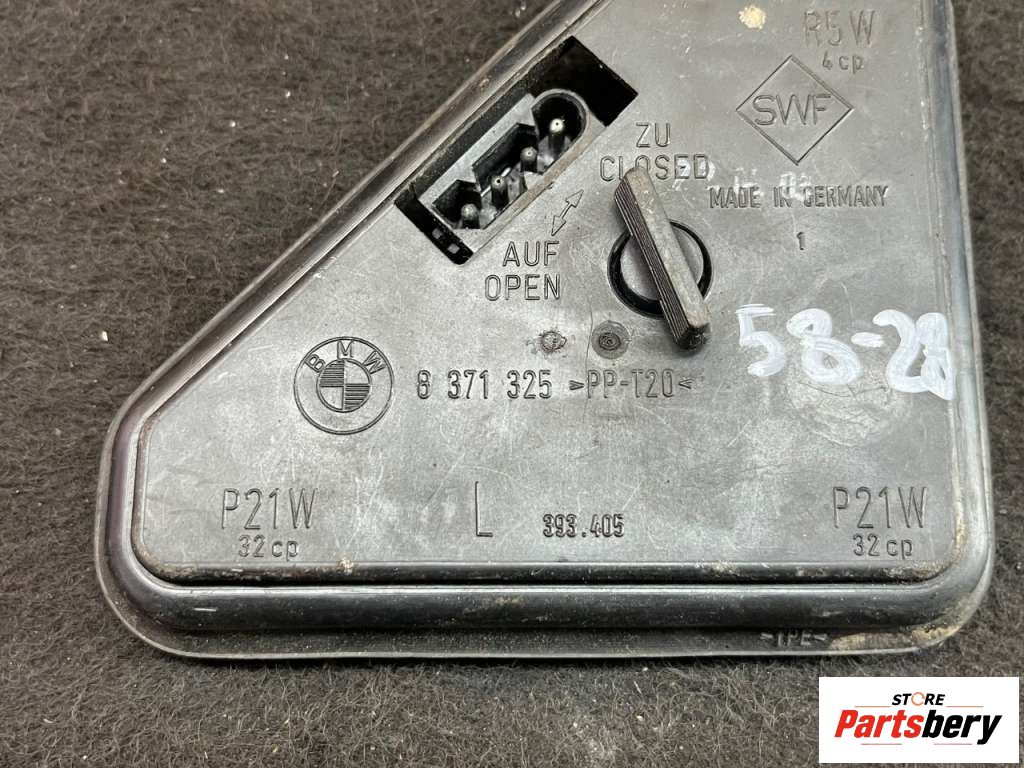 R5W
4cp
SWF
ZU
CLOSED
MADE IN GERMANY
1
AUF
OPEN
BMW
8 371 325 >PP-T20<
58-28
P21W
32cp
L
393.405
P21W
32cp
>TPE<
STORE
Partsbery